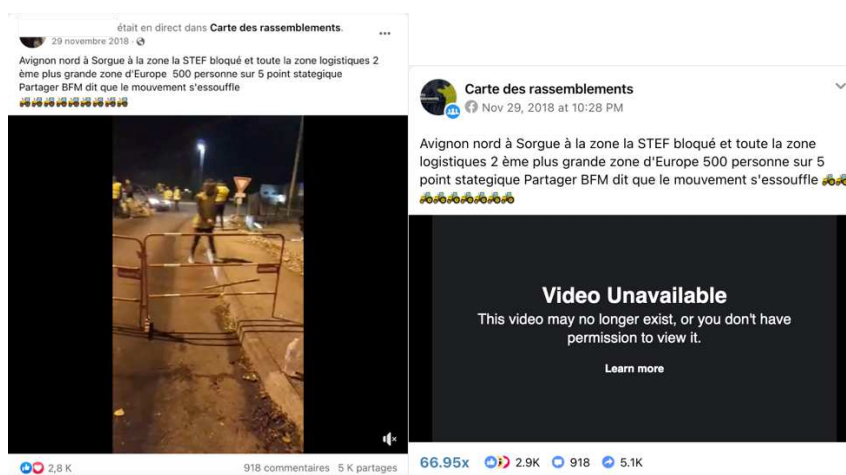 était en direct dans Carte des rassemblements.
29 novembre 2018
Avignon nord à Sorgue à la zone la STEF bloqué et toute la zone logistiques 2
ème plus grande zone d'Europe 500 personne sur 5 point stategique
Partager BFM dit que le mouvement s'essouffle
2,8 K
918 commentaires 5 K partages
Carte des rassemblements
Nov 29, 2018 at 10:28 PM
Avignon nord à Sorgue à la zone la STEF bloqué et toute la zone
logistiques 2 ème plus grande zone d'Europe 500 personne sur 5
point stategique Partager BFM dit que le mouvement s'essouffle
Video Unavailable
This video may no longer exist, or you don't have
permission to view it.
Learn more
66.95x 2.9K 918 5.1K